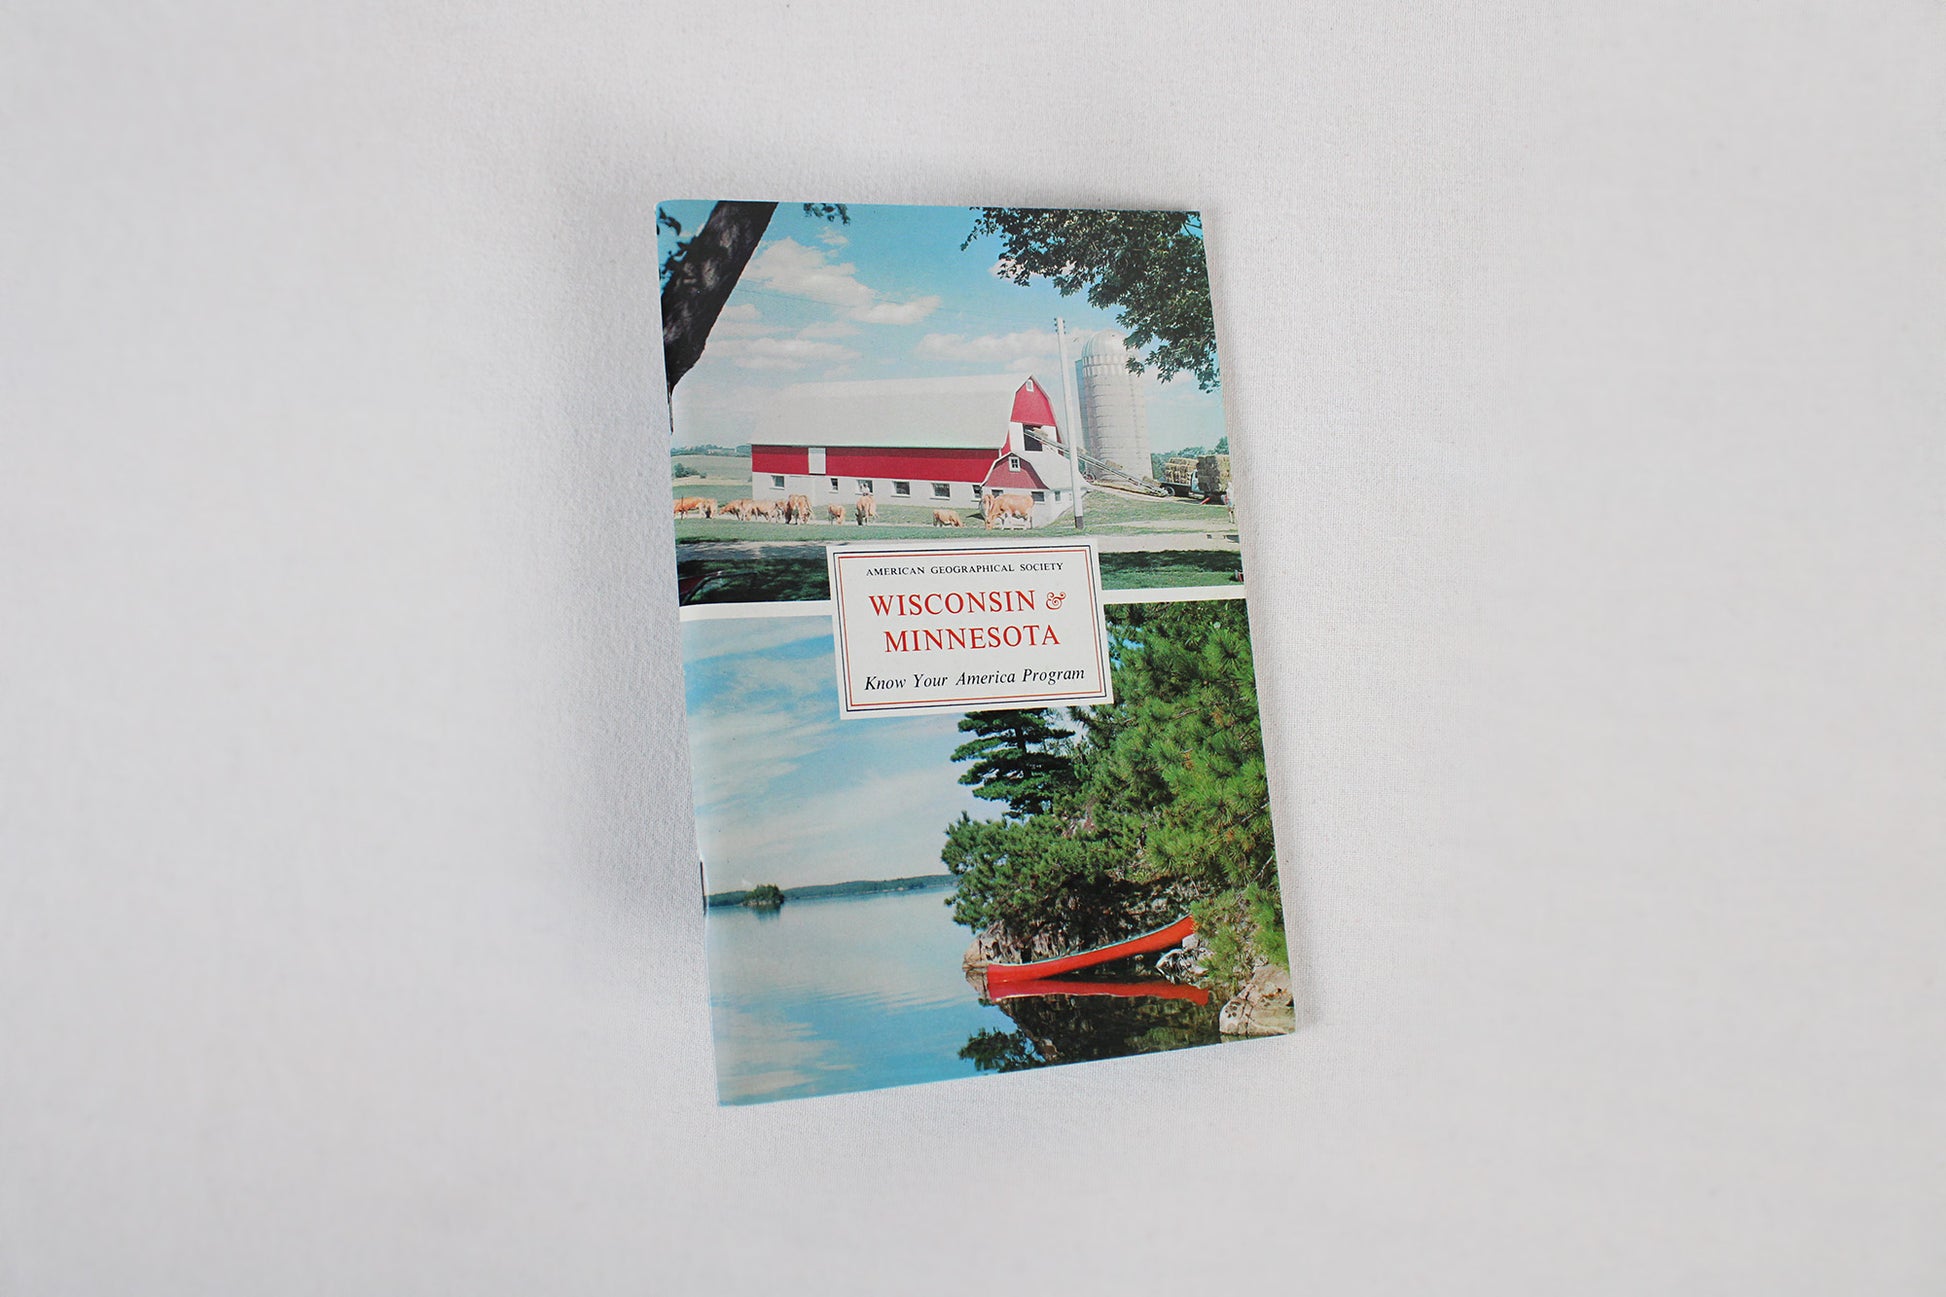 AMERICAN GEOGRAPHICAL SOCIETY
WISCONSIN &
MINNESOTA
Know Your America Program